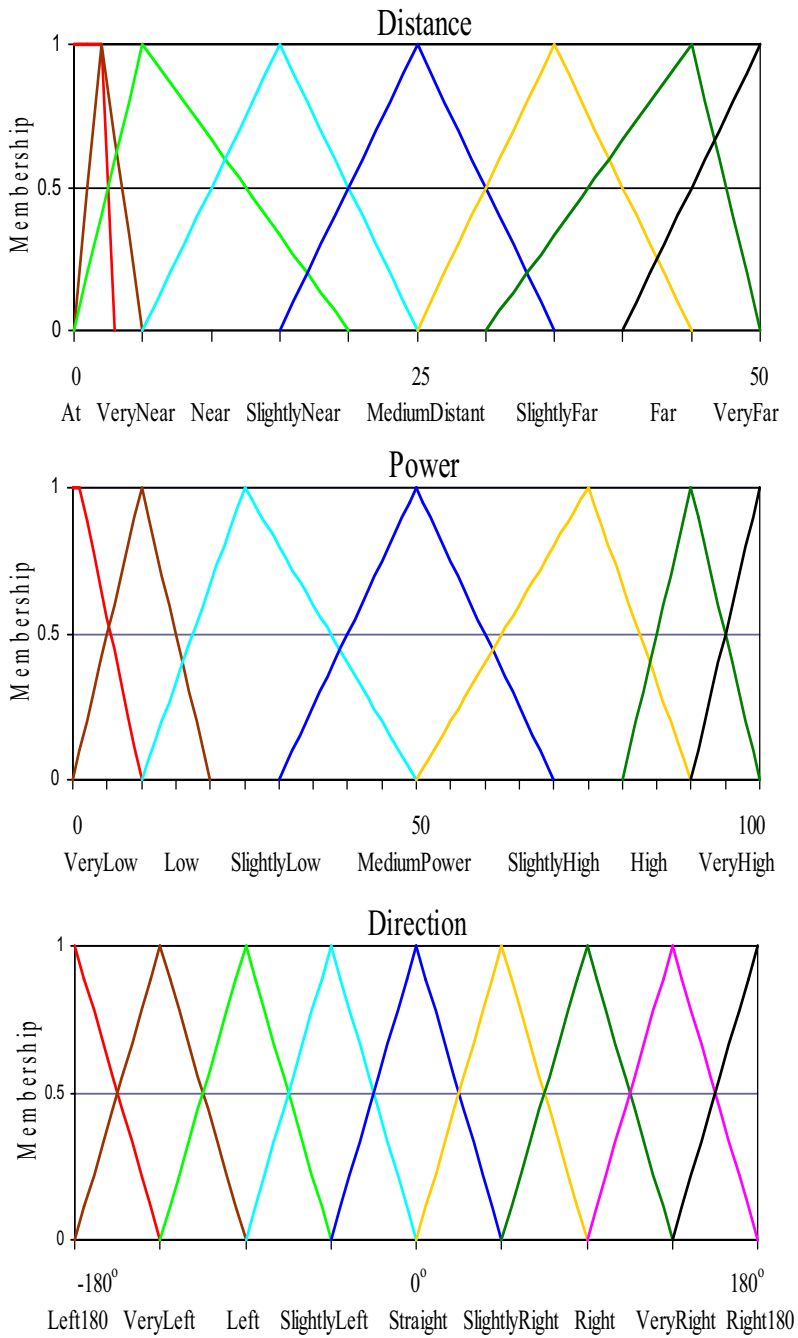 Distance
1
Membership
0.5
0
0 25 50
At VeryNear Near SlightlyNear MediumDistant SlightlyFar Far VeryFar
Power
1
Membership
0.5
0
0 50 100
VeryLow Low SlightlyLow MediumPower SlightlyHigh High VeryHigh
Direction
1
Membership
0.5
0
-180° 0° 180°
Left180 VeryLeft Left SlightlyLeft Straight SlightlyRight Right VeryRight Right180